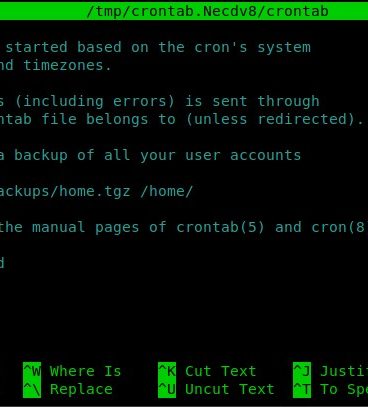 /tmp/crontab.Necdv8/crontab
started based on the cron's system
nd timezones.
s (including errors) is sent through
ntab file belongs to (unless redirected).
a backup of all your user accounts
ackups/home.tgz /home/
the manual pages of crontab(5) and cron(8
d
^W Where Is ^K Cut Text ^J Justi
^\ Replace ^U Uncut Text ^T To Spe